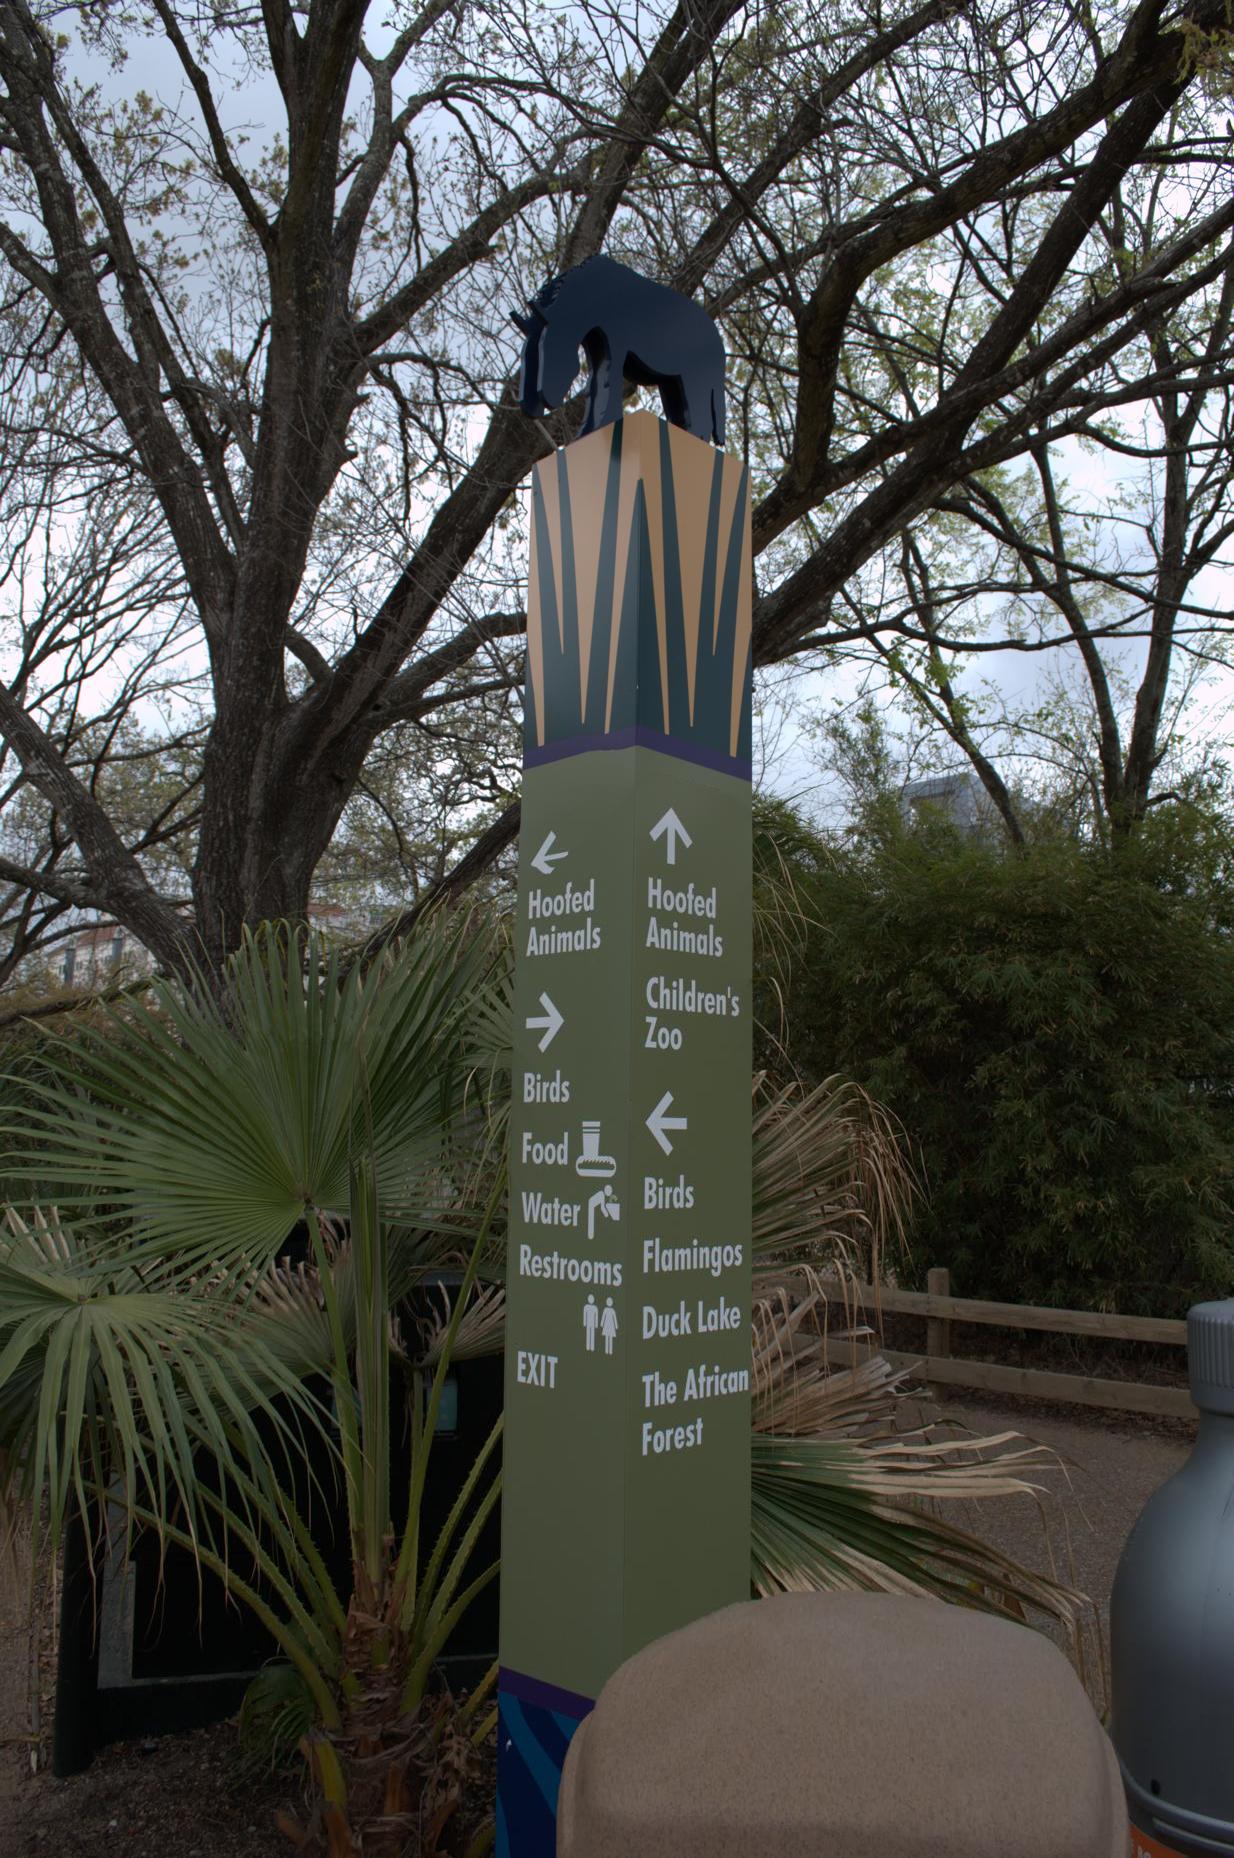 Hoofed
Animals
Birds
Food
Water
Restrooms
EXIT
Hoofed
Animals
Children's
Zoo
Birds
Flamingos
Duck Lake
The African
Forest